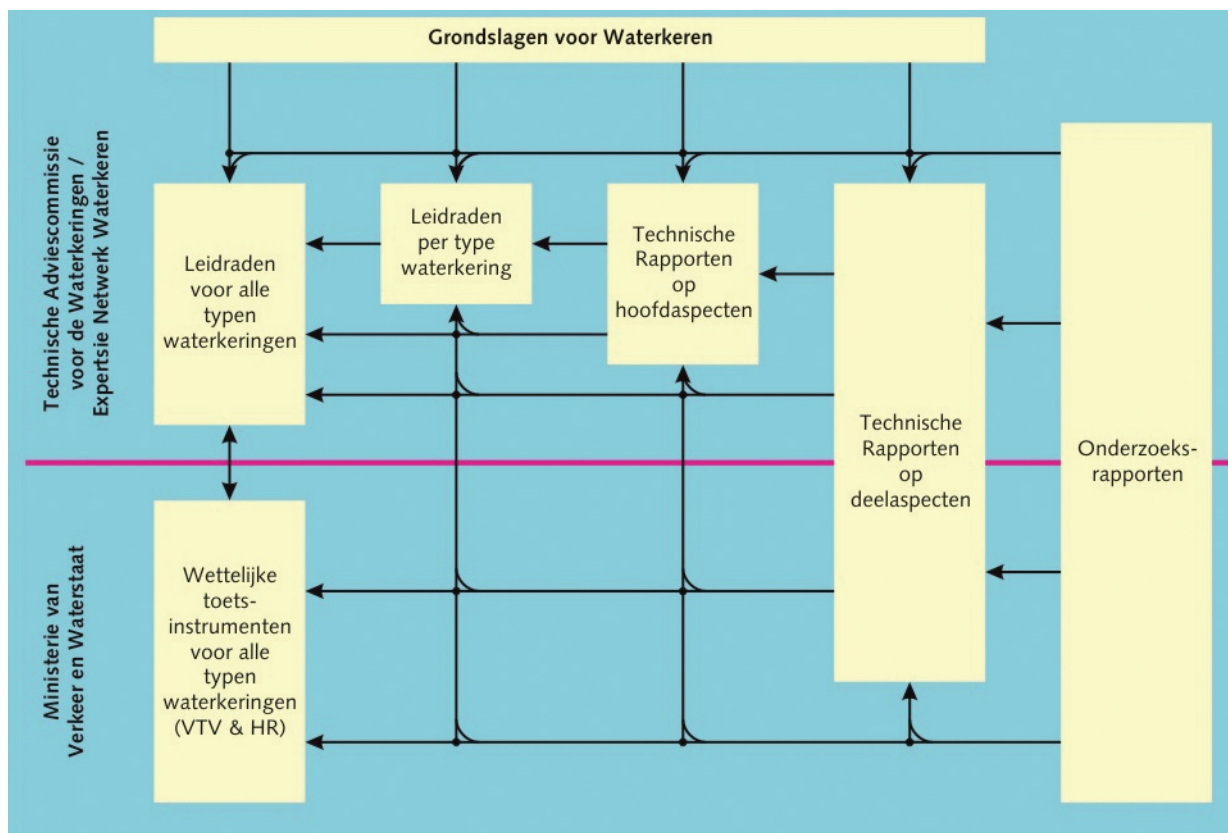 Grondslagen voor Waterkeren
Technische Adviescommissie
voor de Waterkeringen /
Expertsie Netwerk Waterkeren
Leidraden
voor alle
typen
waterkeringen
Leidraden
per type
waterkering
Technische
Rapporten
op
hoofdaspecten
Technische
Rapporten
op
deelaspecten
Onderzoeks-
rapporten
Ministerie van
Verkeer en Waterstaat
Wettelijke
toets-
instrumenten
voor alle
typen
waterkeringen
(VTV & HR)